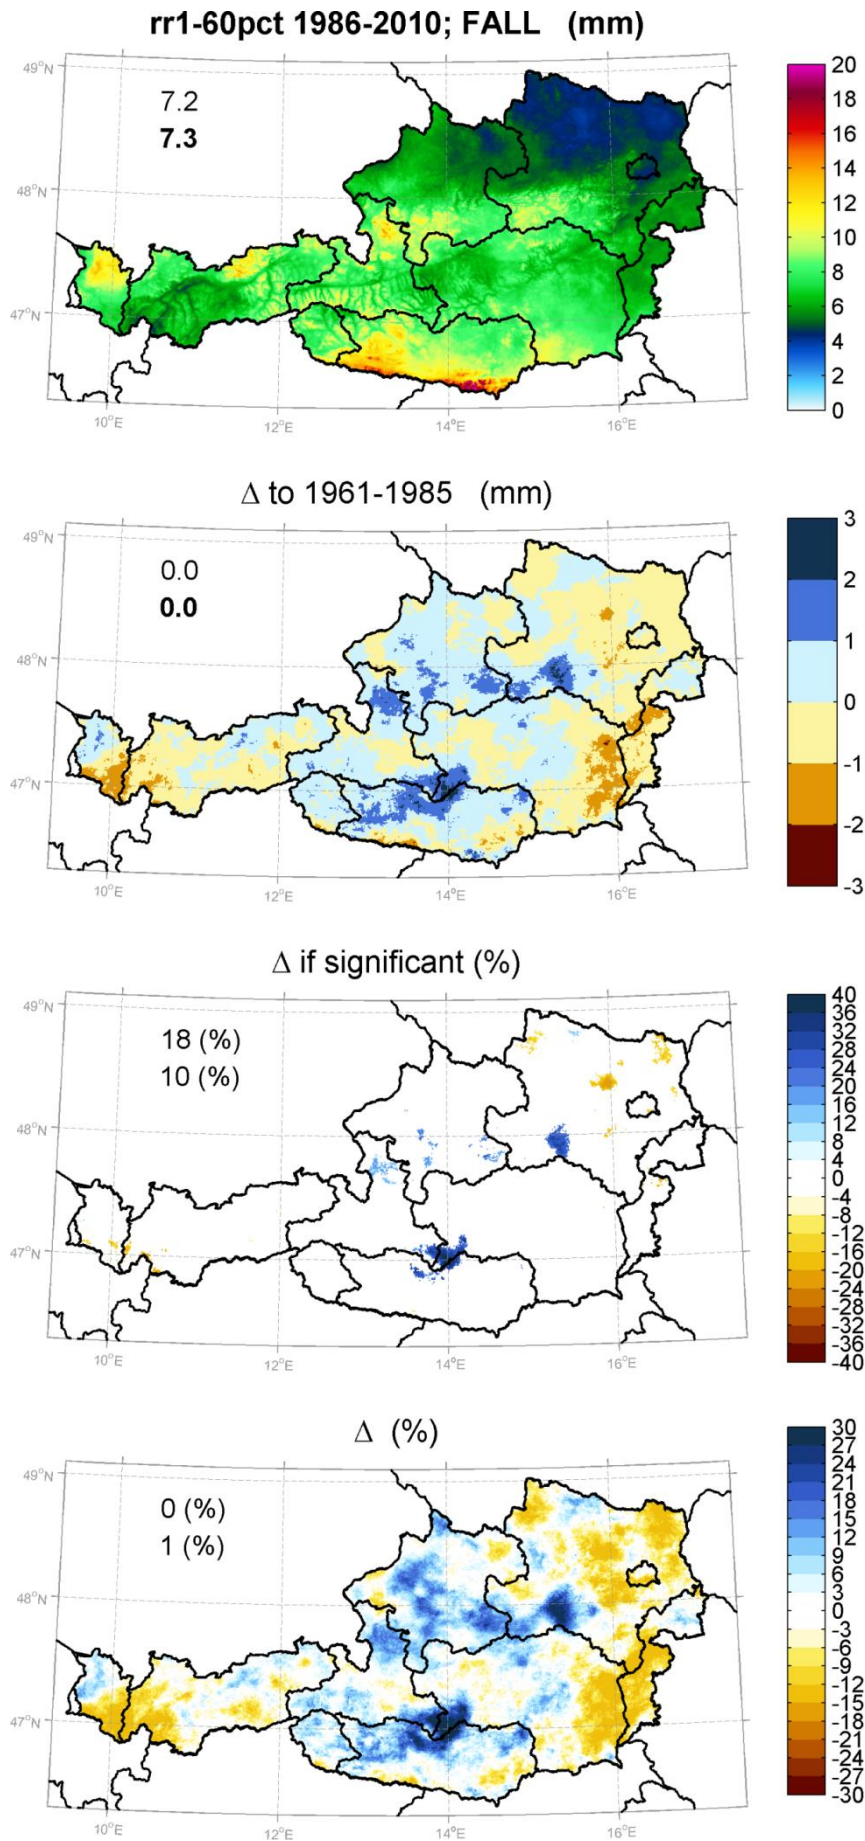 rr1-60pct 1986-2010; FALL (mm)
49°N
48°N
47°N
10°E
12°E
14°E
16°E
7.2
7.3
20
18
16
14
12
10
8
6
4
2
0
Δ to 1961-1985 (mm)
49°N
48°N
47°N
10°E
12°E
14°E
16°E
0.0
0.0
3
2
1
0
-1
-2
-3
Δ if significant (%)
49°N
48°N
47°N
10°E
12°E
14°E
16°E
18 (%)
10 (%)
40
36
32
28
24
20
16
12
8
4
0
-4
-8
-12
-16
-20
-24
-28
-32
-36
-40
Δ (%)
49°N
48°N
47°N
10°E
12°E
14°E
16°E
0 (%)
1 (%)
30
27
24
21
18
15
12
9
6
3
0
-3
-6
-9
-12
-15
-18
-21
-24
-27
-30